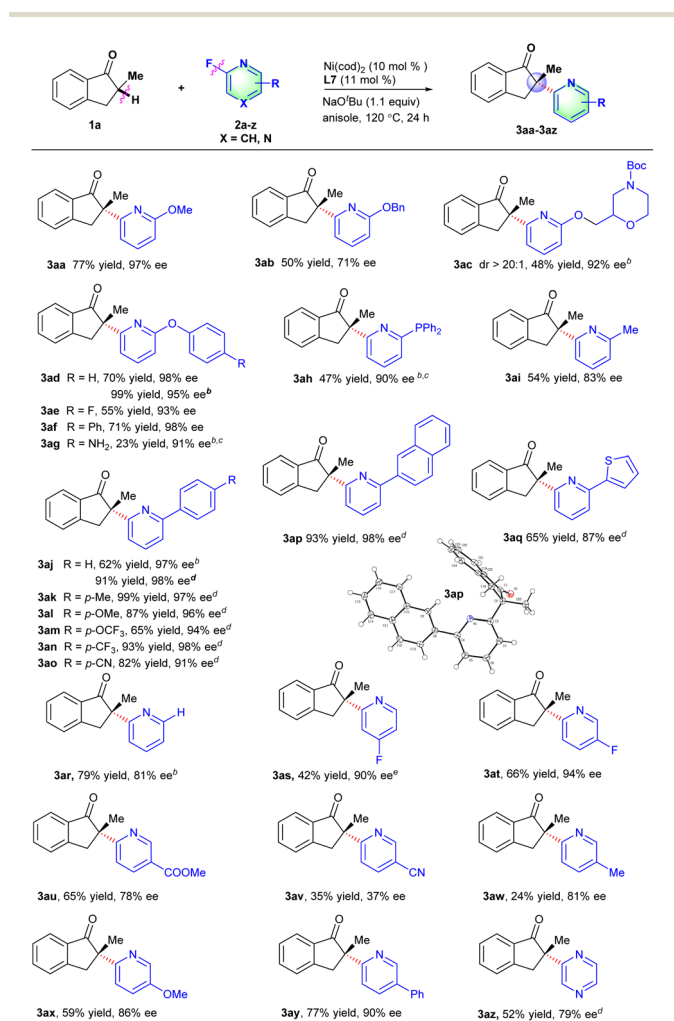 O
Me
H
1a
+
F
N
R
X
2a-z
X = CH, N
Ni(cod)2 (10 mol % )
L7 (11 mol %)
NaOtBu (1.1 equiv)
anisole, 120 °C, 24 h
O
Me
N
X
R
3aa-3az
O
Me
N
OMe
3aa 77% yield, 97% ee
O
Me
N
OBn
3ab 50% yield, 71% ee
O
Me
N
O
O
N
Boc
3ac dr > 20:1, 48% yield, 92% eeb
O
Me
N
O
R
3ad R = H, 70% yield, 98% ee
99% yield, 95% eeb
3ae R = F, 55% yield, 93% ee
3af R = Ph, 71% yield, 98% ee
3ag R = NH2, 23% yield, 91% eeb,c
O
Me
N
PPh2
3ah 47% yield, 90% ee b,c
O
Me
N
Me
3ai 54% yield, 83% ee
O
Me
N
R
3aj R = H, 62% yield, 97% eeb
91% yield, 98% eed
3ak R = p-Me, 99% yield, 97% eed
3al R = p-OMe, 87% yield, 96% eed
3am R = p-OCF3, 65% yield, 94% eed
3an R = p-CF3, 93% yield, 98% eed
3ao R = p-CN, 82% yield, 91% eed
O
Me
N
3ap 93% yield, 98% eed
O
Me
N
S
3aq 65% yield, 87% eed
3ap
O
Me
N
H
3ar, 79% yield, 81% eeb
O
Me
N
F
3as, 42% yield, 90% eee
O
Me
N
F
3at, 66% yield, 94% ee
O
Me
N
COOMe
3au, 65% yield, 78% ee
O
Me
N
CN
3av, 35% yield, 37% ee
O
Me
N
Me
3aw, 24% yield, 81% ee
O
Me
N
OMe
3ax, 59% yield, 86% ee
O
Me
N
Ph
3ay, 77% yield, 90% ee
O
Me
N
N
3az, 52% yield, 79% eed